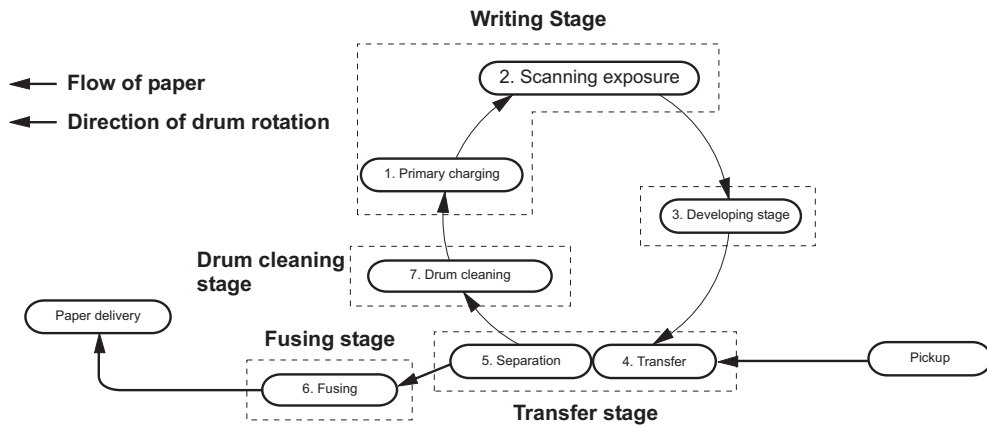 Writing Stage
2. Scanning exposure
Flow of paper
Direction of drum rotation
1. Primary charging
3. Developing stage
Drum cleaning
stage
7. Drum cleaning
Paper delivery
Fusing stage
5. Separation
4. Transfer
Pickup
6. Fusing
Transfer stage